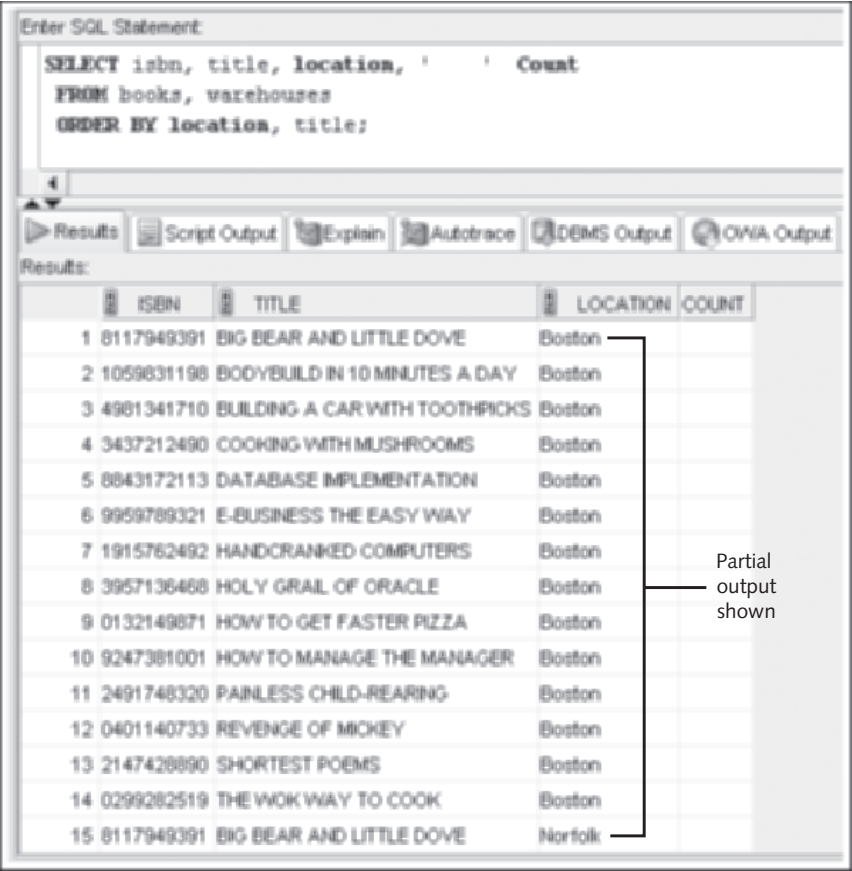 Enter SQL Statement:
SELECT isbn, title, location, '     ' Count
FROM books, warehouses
ORDER BY location, title;
Results Script Output Explain Autotrace DBMS Output OWA Output
Results:
ISBN TITLE LOCATION COUNT
1 8117949391 BIG BEAR AND LITTLE DOVE Boston
2 1059831198 BODYBUILD IN 10 MINUTES A DAY Boston
3 4981341710 BUILDING A CAR WITH TOOTHPICKS Boston
4 3437212490 COOKING WITH MUSHROOMS Boston
5 8843172113 DATABASE IMPLEMENTATION Boston
6 9959789321 E-BUSINESS THE EASY WAY Boston
7 1915762492 HANDCRANKED COMPUTERS Boston
8 3957136468 HOLY GRAIL OF ORACLE Boston
9 0132149871 HOW TO GET FASTER PIZZA Boston
10 9247381001 HOW TO MANAGE THE MANAGER Boston
11 2491748320 PAINLESS CHILD-REARING Boston
12 0401140733 REVENGE OF MICKEY Boston
13 2147428890 SHORTEST POEMS Boston
14 0299282519 THE WOK WAY TO COOK Boston
15 8117949391 BIG BEAR AND LITTLE DOVE Norfolk
Partial
output
shown